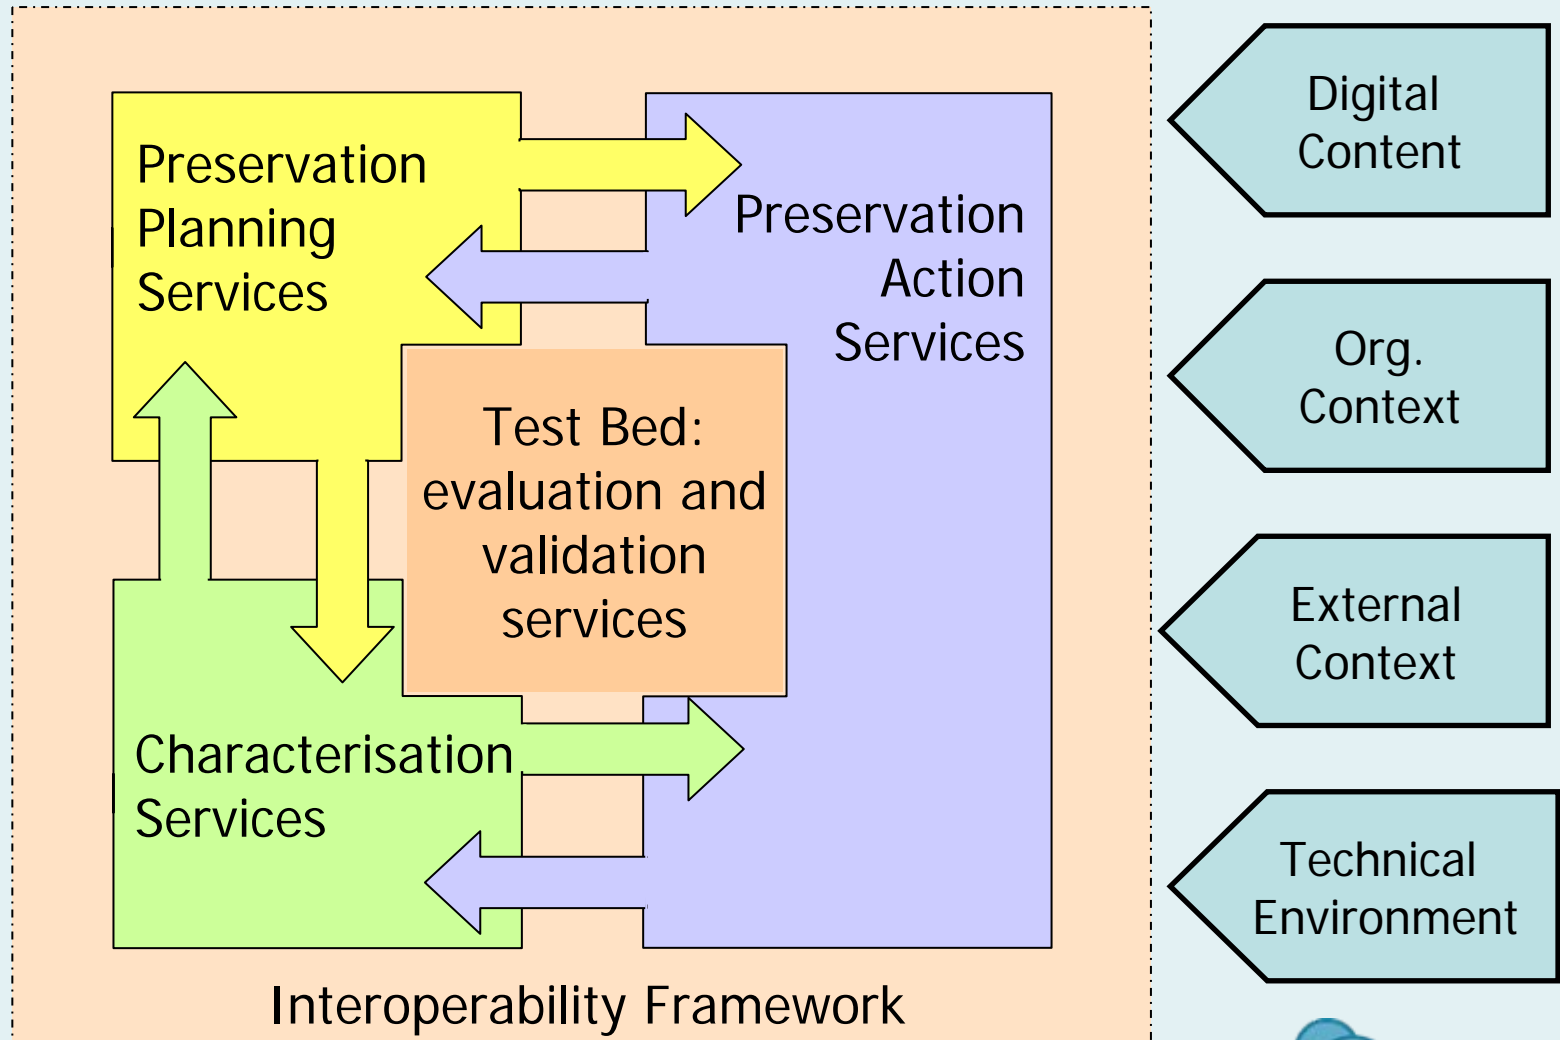 Preservation
Planning
Services
Preservation
Action
Services
Test Bed:
evaluation and
validation
services
Characterisation
Services
Interoperability Framework
Digital
Content
Org.
Context
External
Context
Technical
Environment